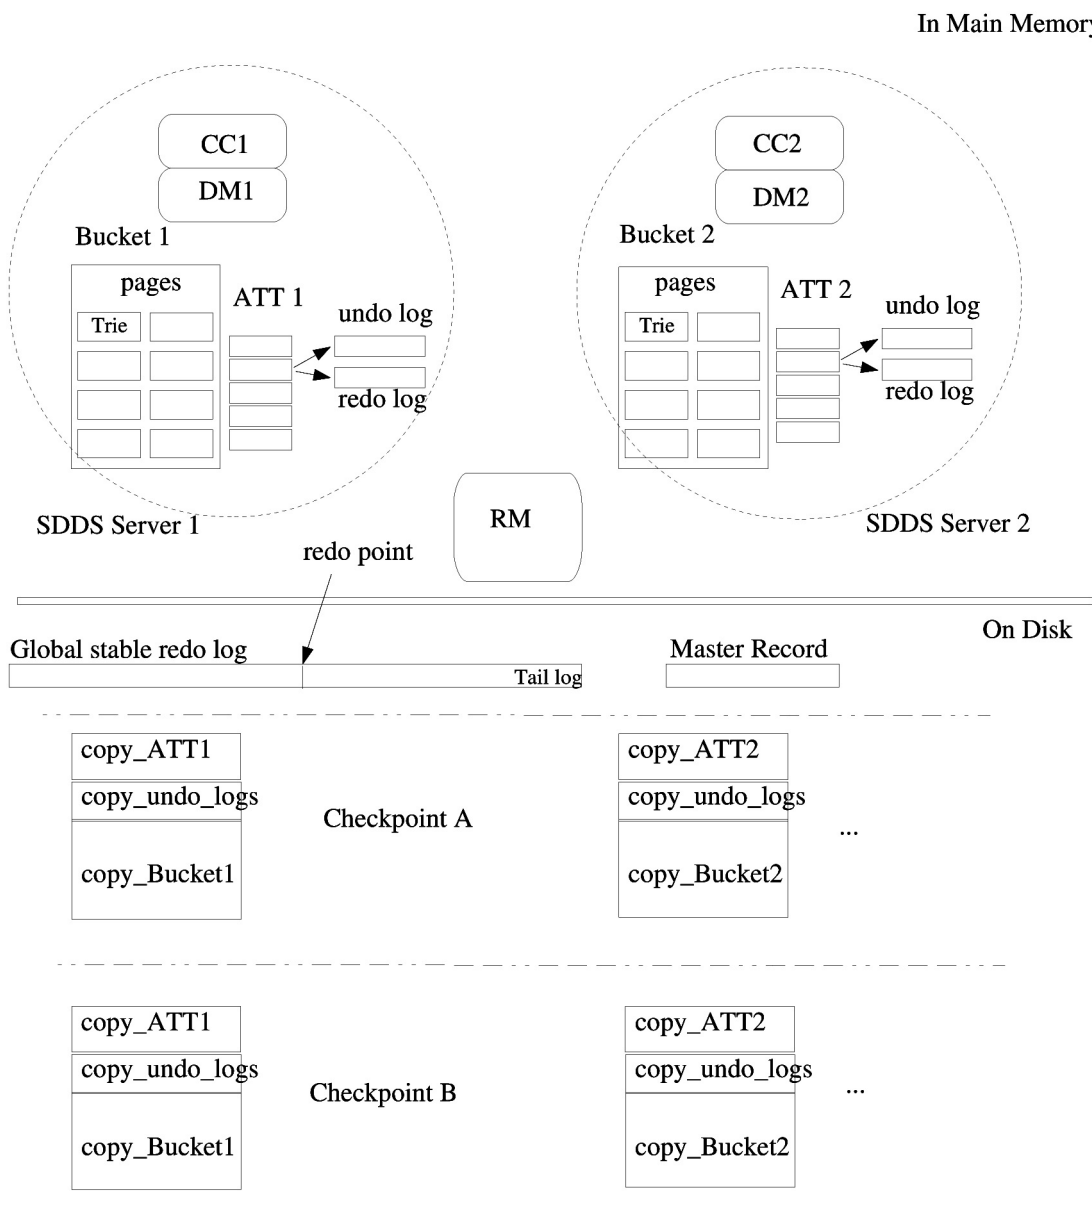 In Main Memory
CC1
DM1
Bucket 1
pages
Trie
ATT 1
undo log
redo log
SDDS Server 1
CC2
DM2
Bucket 2
pages
Trie
ATT 2
undo log
redo log
SDDS Server 2
RM
redo point
On Disk
Global stable redo log
Tail log
Master Record
copy_ATT1
copy_undo_logs
copy_Bucket1
Checkpoint A
copy_ATT2
copy_undo_logs
copy_Bucket2
...
copy_ATT1
copy_undo_logs
copy_Bucket1
Checkpoint B
copy_ATT2
copy_undo_logs
copy_Bucket2
...